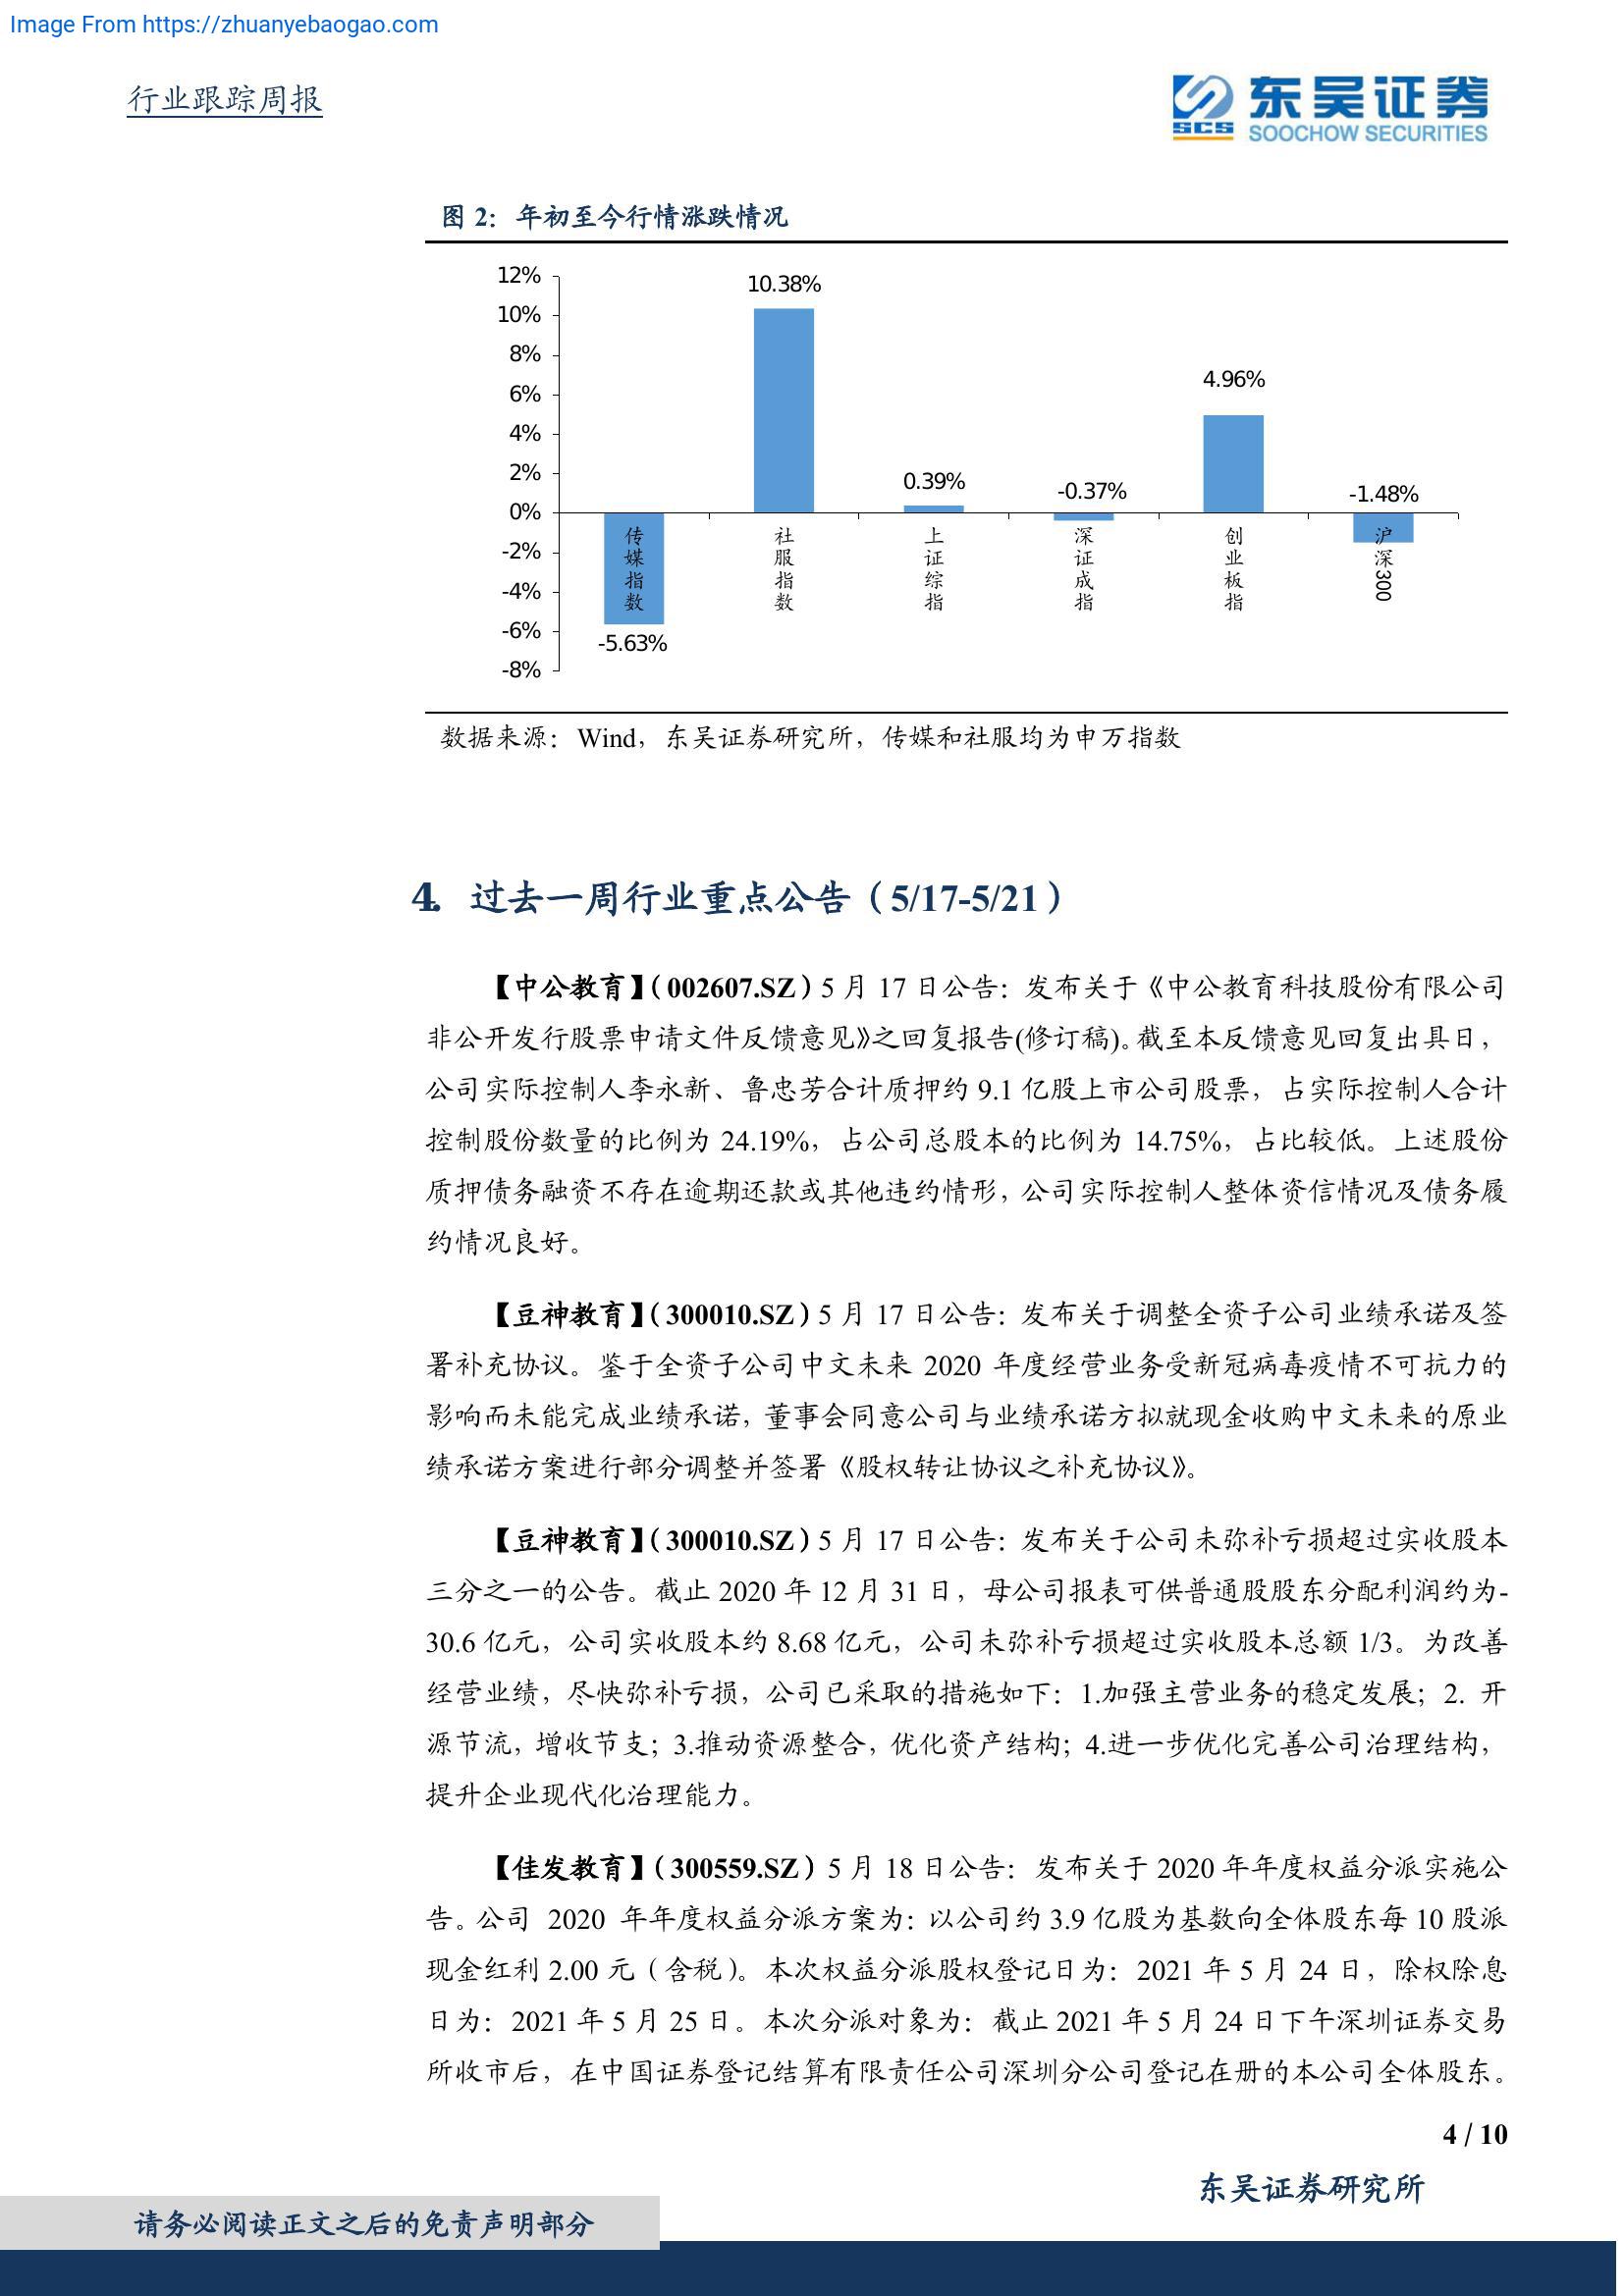 Image From https://zhuanyebaogao.com
行业跟踪周报
东吴证券
SCS
SOOCHOW SECURITIES
图 2：年初至今行情涨跌情况
12%
10%
8%
6%
4%
2%
0%
-2%
-4%
-6%
-8%
10.38%
4.96%
0.39%
-0.37%
-1.48%
-5.63%
传媒指数
社服指数
上证综指
深证成指
创业板指
沪深300
数据来源：Wind，东吴证券研究所，传媒和社服均为申万指数
4. 过去一周行业重点公告（5/17-5/21）
【中公教育】（002607.SZ）5 月 17 日公告：发布关于《中公教育科技股份有限公司
非公开发行股票申请文件反馈意见》之回复报告(修订稿)。截至本反馈意见回复出具日，
公司实际控制人李永新、鲁忠芳合计质押约 9.1 亿股上市公司股票，占实际控制人合计
控制股份数量的比例为 24.19%，占公司总股本的比例为 14.75%，占比较低。上述股份
质押债务融资不存在逾期还款或其他违约情形，公司实际控制人整体资信情况及债务履
约情况良好。
【豆神教育】（300010.SZ）5 月 17 日公告：发布关于调整全资子公司业绩承诺及签
署补充协议。鉴于全资子公司中文未来 2020 年度经营业务受新冠病毒疫情不可抗力的
影响而未能完成业绩承诺，董事会同意公司与业绩承诺方拟就现金收购中文未来的原业
绩承诺方案进行部分调整并签署《股权转让协议之补充协议》。
【豆神教育】（300010.SZ）5 月 17 日公告：发布关于公司未弥补亏损超过实收股本
三分之一的公告。截止 2020 年 12 月 31 日，母公司报表可供普通股股东分配利润约为-
30.6 亿元，公司实收股本约 8.68 亿元，公司未弥补亏损超过实收股本总额 1/3。为改善
经营业绩，尽快弥补亏损，公司已采取的措施如下：1.加强主营业务的稳定发展；2. 开
源节流，增收节支；3.推动资源整合，优化资产结构；4.进一步优化完善公司治理结构，
提升企业现代化治理能力。
【佳发教育】（300559.SZ）5 月 18 日公告：发布关于 2020 年年度权益分派实施公
告。公司 2020 年年度权益分派方案为：以公司约 3.9 亿股为基数向全体股东每 10 股派
现金红利 2.00 元（含税）。本次权益分派股权登记日为：2021 年 5 月 24 日，除权除息
日为：2021 年 5 月 25 日。本次分派对象为：截止 2021 年 5 月 24 日下午深圳证券交易
所收市后，在中国证券登记结算有限责任公司深圳分公司登记在册的本公司全体股东。
4 / 10
东吴证券研究所
请务必阅读正文之后的免责声明部分